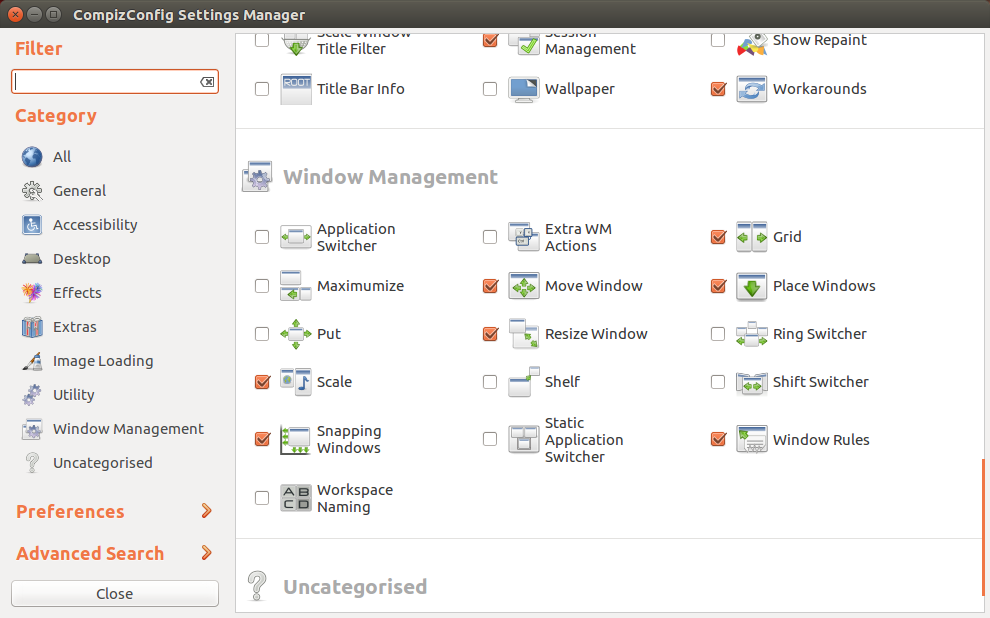 CompizConfig Settings Manager
Filter
Category
All
General
Accessibility
Desktop
Effects
Extras
Image Loading
Utility
Window Management
Uncategorised
Preferences
Advanced Search
Close
Scale Window
Title Filter
Session
Management
Show Repaint
ROOT
Title Bar Info
Wallpaper
Workarounds
Window Management
Application
Switcher
Extra WM
Actions
Grid
Maximumize
Move Window
Place Windows
Put
Resize Window
Ring Switcher
Scale
Shelf
Shift Switcher
Snapping
Windows
Static
Application
Switcher
Window Rules
A B
C D
Workspace
Naming
Uncategorised